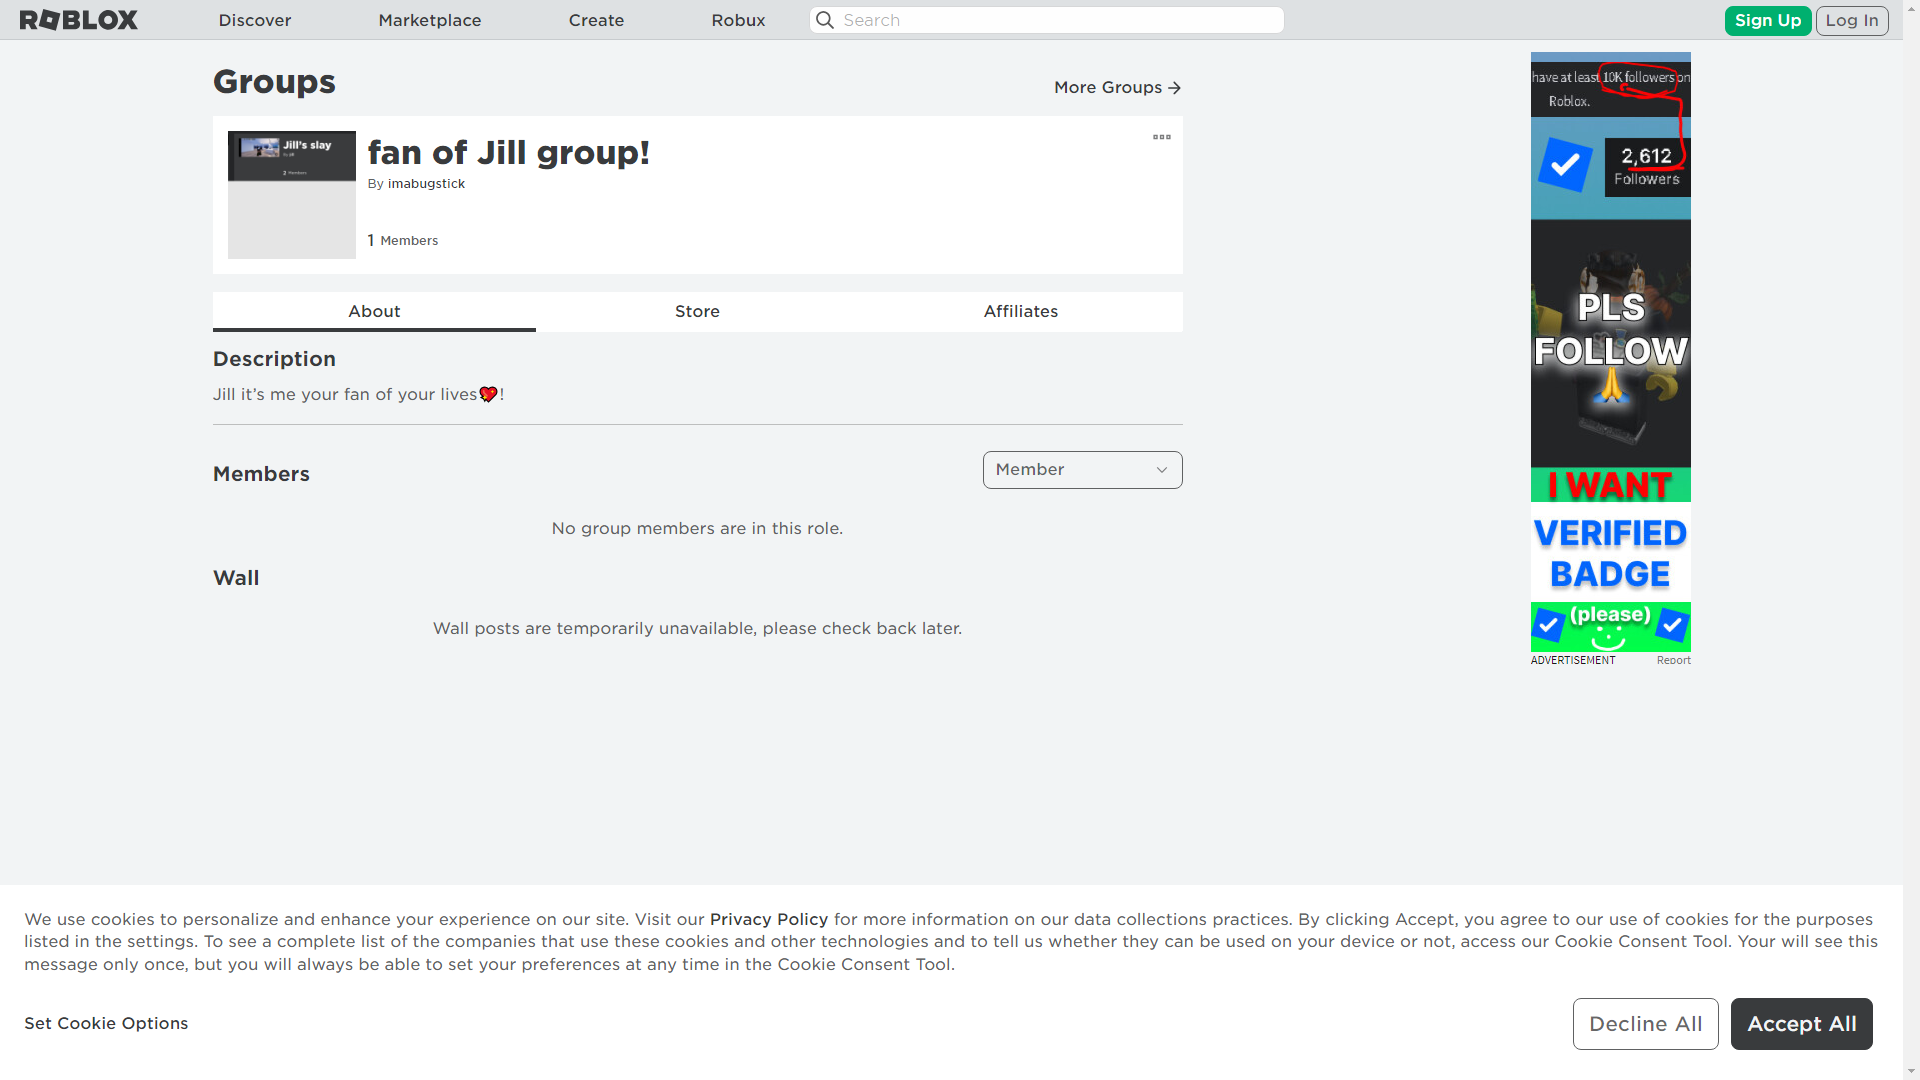 ROBLOX
Discover
Marketplace
Create
Robux
Search
Sign Up
Log In
Groups
More Groups
Jill's slay
2 Members
fan of Jill group!
By imabugstick
1 Members
About
Store
Affiliates
Description
Jill it’s me your fan of your lives💖!
Members
Member
No group members are in this role.
Wall
Wall posts are temporarily unavailable, please check back later.
have at least 10K followers on
Roblox.
2,612
Followers
PLS
FOLLOW
🙏
I WANT
VERIFIED
BADGE
(please)
ADVERTISEMENT
Report
We use cookies to personalize and enhance your experience on our site. Visit our Privacy Policy for more information on our data collections practices. By clicking Accept, you agree to our use of cookies for the purposes
listed in the settings. To see a complete list of the companies that use these cookies and other technologies and to tell us whether they can be used on your device or not, access our Cookie Consent Tool. Your will see this
message only once, but you will always be able to set your preferences at any time in the Cookie Consent Tool.
Set Cookie Options
Decline All
Accept All